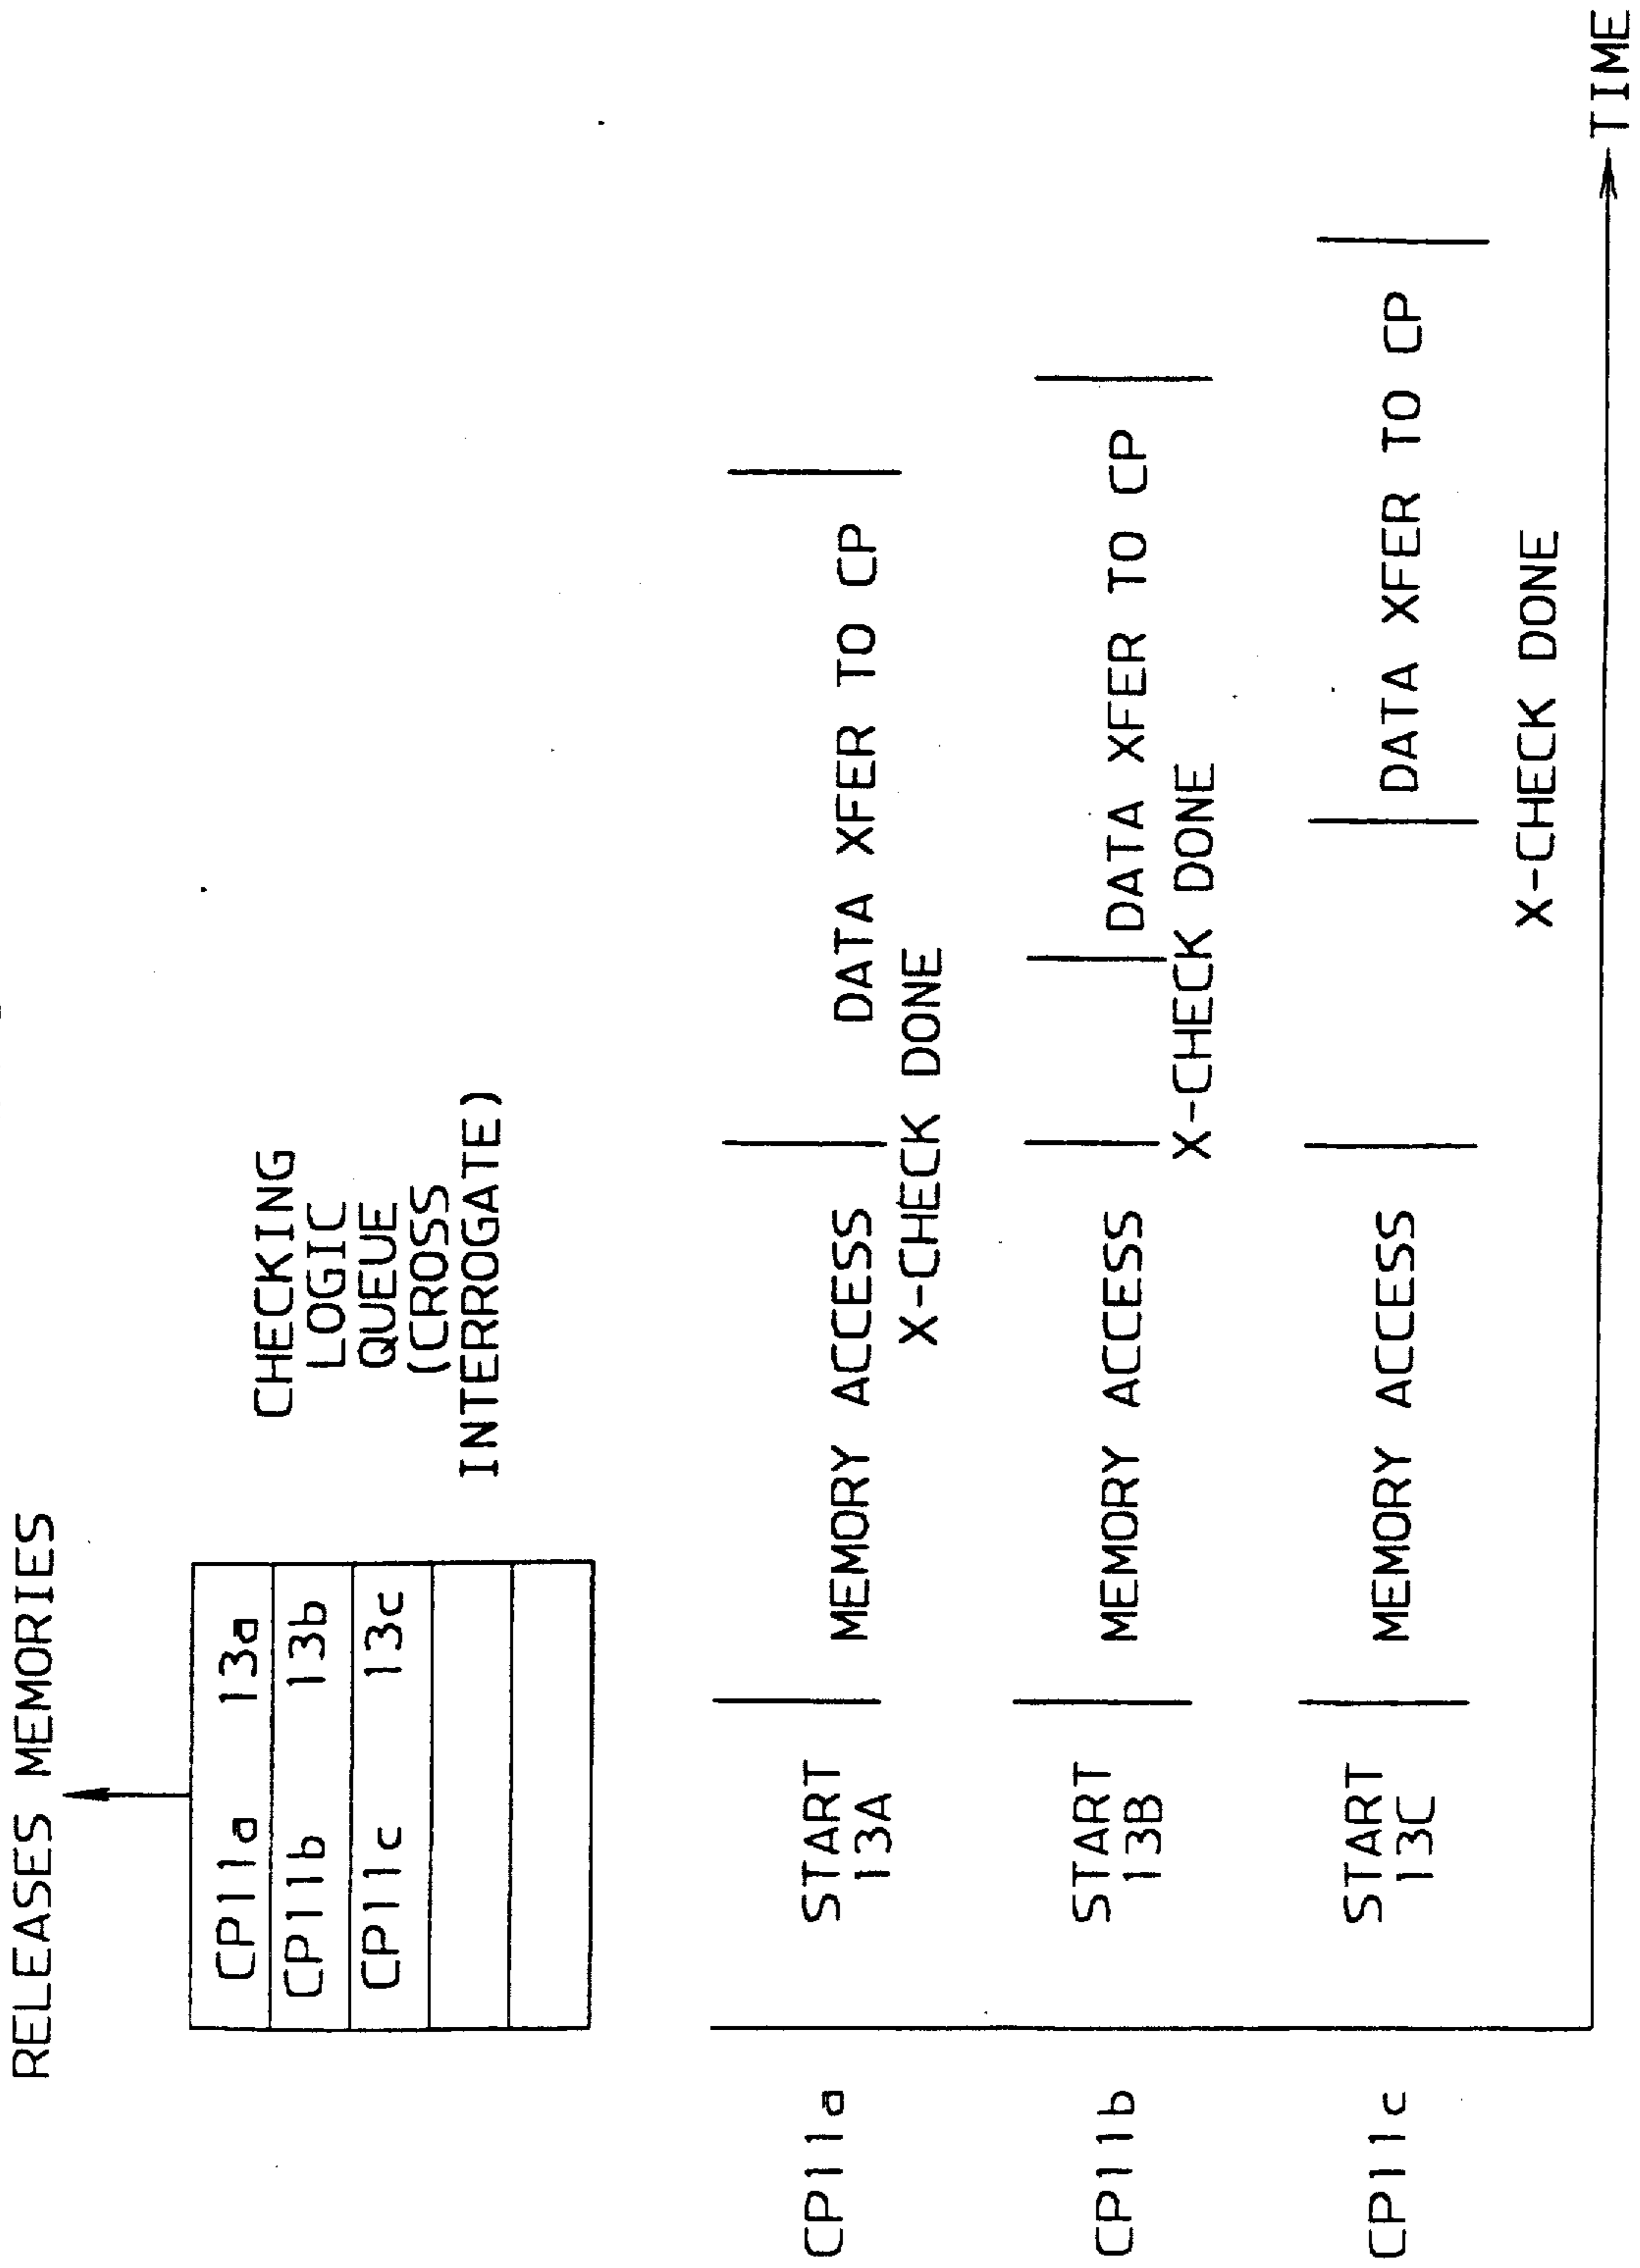 RELEASES MEMORIES
CP11a 13a
CP11b 13b
CP11c 13c
CHECKING
LOGIC
QUEUE
(CROSS
INTERROGATE)
CP11a
START
13A
MEMORY ACCESS
DATA XFER TO CP
X-CHECK DONE
CP11b
START
13B
MEMORY ACCESS
DATA XFER TO CP
X-CHECK DONE
CP11c
START
13C
MEMORY ACCESS
DATA XFER TO CP
X-CHECK DONE
TIME